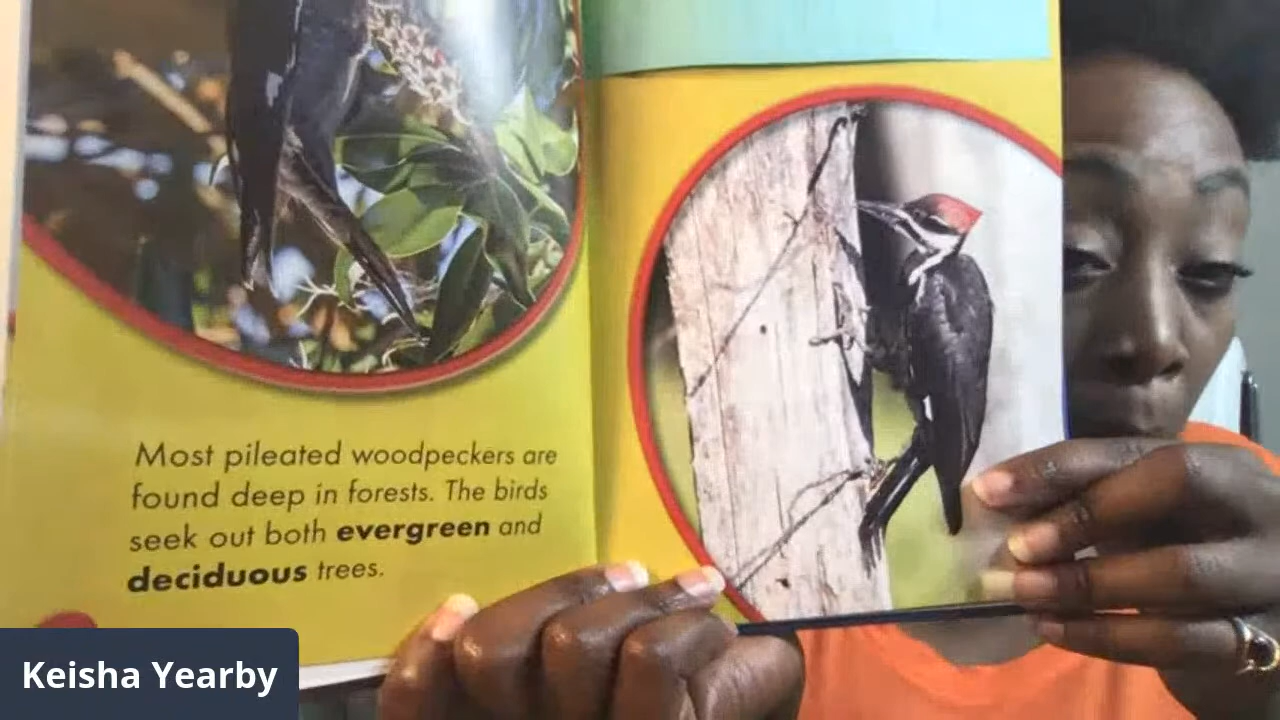 Most pileated woodpeckers are
found deep in forests. The birds
seek out both evergreen and
deciduous trees.
Keisha Yearby